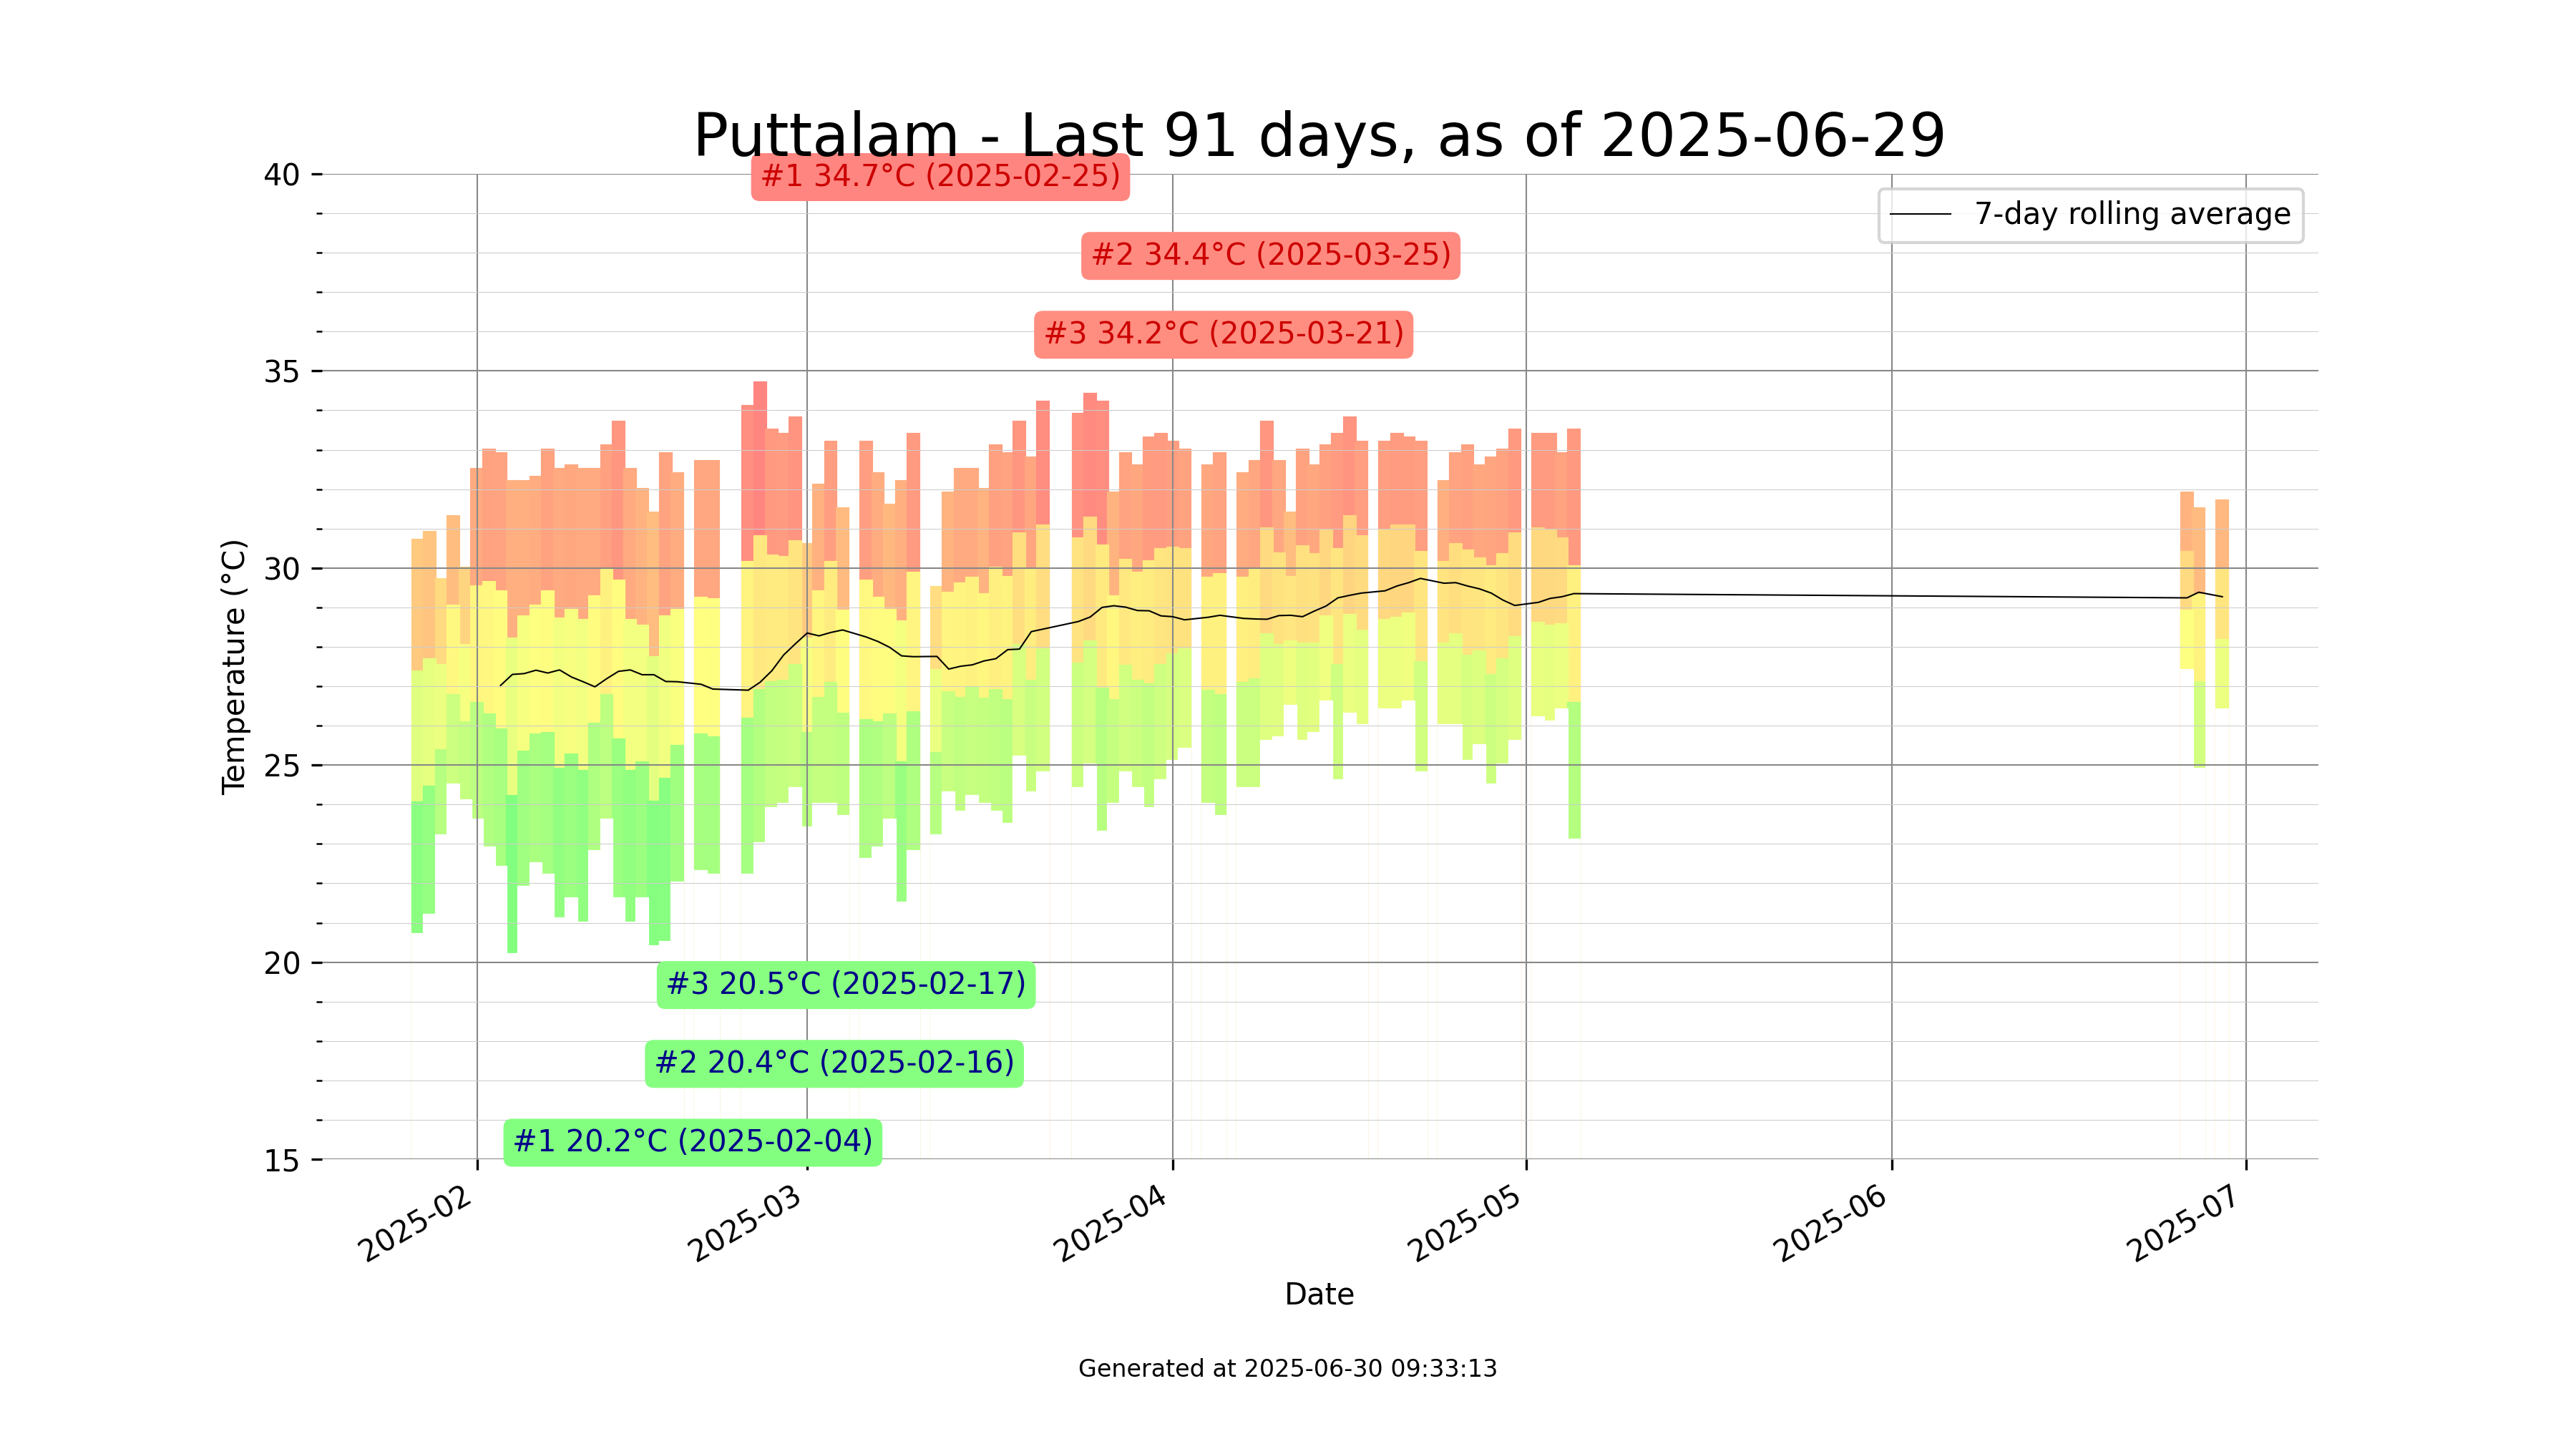 Puttalam - Last 91 days, as of 2025-06-29
#1 34.7°C (2025-02-25)
#2 34.4°C (2025-03-25)
#3 34.2°C (2025-03-21)
7-day rolling average
40
35
30
25
20
15
Temperature (°C)
#3 20.5°C (2025-02-17)
#2 20.4°C (2025-02-16)
#1 20.2°C (2025-02-04)
2025-02
2025-03
2025-04
2025-05
2025-06
2025-07
Date
Generated at 2025-06-30 09:33:13